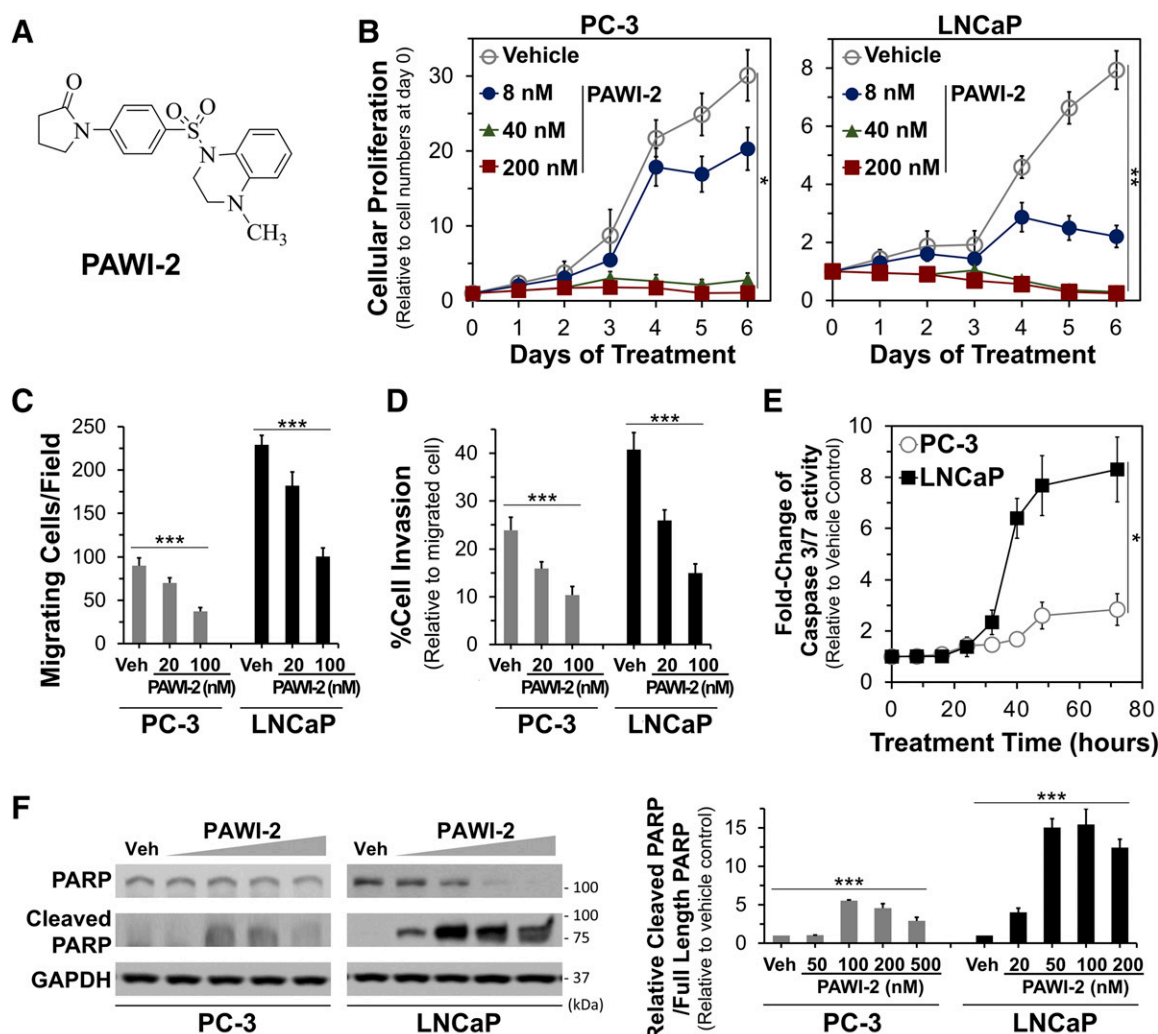 A
O
N
O
O
S
N
N
CH3
PAWI-2
B
PC-3
Cellular Proliferation
(Relative to cell numbers at day 0)
30
20
10
0
Vehicle
8 nM
40 nM
200 nM
PAWI-2
*
0 1 2 3 4 5 6
Days of Treatment
LNCaP
8
6
4
2
0
Vehicle
8 nM
40 nM
200 nM
PAWI-2
**
0 1 2 3 4 5 6
Days of Treatment
C
Migrating Cells/Field
250
225
200
175
150
125
100
75
50
25
0
***
***
Veh 20 100 Veh 20 100
PAWI-2 (nM) PAWI-2 (nM)
PC-3 LNCaP
D
%Cell Invasion
(Relative to migrated cell)
40
30
20
10
0
***
***
Veh 20 100 Veh 20 100
PAWI-2 (nM) PAWI-2 (nM)
PC-3 LNCaP
E
Fold-Change of
Caspase 3/7 activity
(Relative to Vehicle Control)
10
8
6
4
2
0
PC-3
LNCaP
*
0 20 40 60 80
Treatment Time (hours)
F
PAWI-2 PAWI-2
Veh Veh
PARP
- 100
Cleaved
PARP
- 100
- 75
GAPDH
- 37
(kDa)
PC-3 LNCaP
Relative Cleaved PARP
/Full Length PARP
(Relative to vehicle control)
15
10
5
0
***
***
Veh 50 100 200 500 Veh 20 50 100 200
PAWI-2 (nM) PAWI-2 (nM)
PC-3 LNCaP